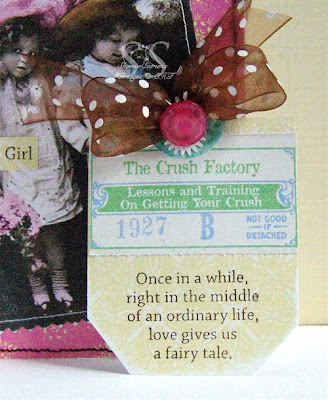 Girl
The Crush Factory
Lessons and Training
On Getting Your Crush
1927 B NOT GOOD
IF
DETACHED
Once in a while,
right in the middle
of an ordinary life,
love gives us
a fairy tale.